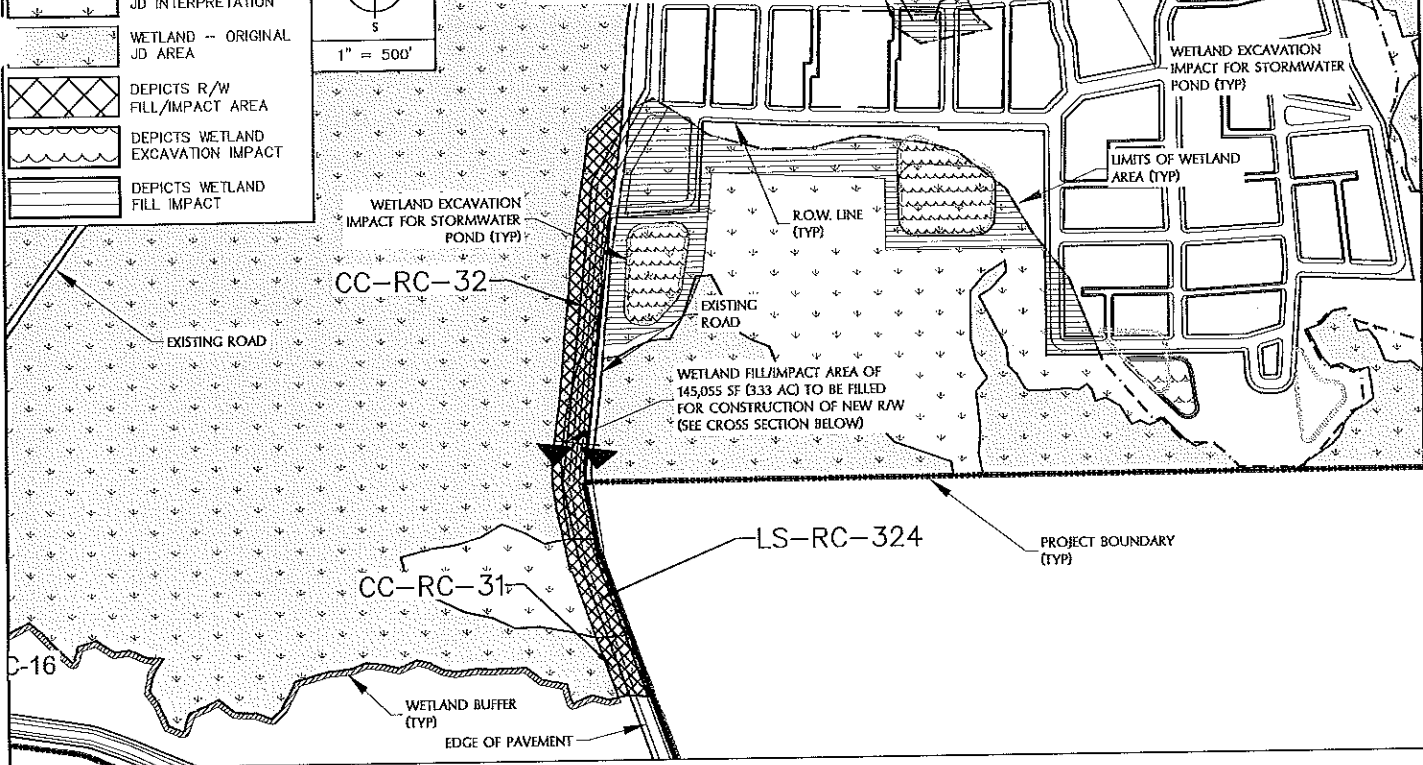 JD INTERPRETATION
WETLAND -- ORIGINAL
JD AREA
DEPICTS R/W
FILL/IMPACT AREA
DEPICTS WETLAND
EXCAVATION IMPACT
DEPICTS WETLAND
FILL IMPACT
S
1" = 500'
WETLAND EXCAVATION
IMPACT FOR STORMWATER
POND (TYP)
LIMITS OF WETLAND
AREA (TYP)
WETLAND EXCAVATION
IMPACT FOR STORMWATER
POND (TYP)
R.O.W. LINE
(TYP)
CC-RC-32
EXISTING
ROAD
EXISTING ROAD
WETLAND FILL/IMPACT AREA OF
145,055 SF (3.33 AC) TO BE FILLED
FOR CONSTRUCTION OF NEW R/W
(SEE CROSS SECTION BELOW)
LS-RC-324
PROJECT BOUNDARY
(TYP)
CC-RC-31
C-16
WETLAND BUFFER
(TYP)
EDGE OF PAVEMENT